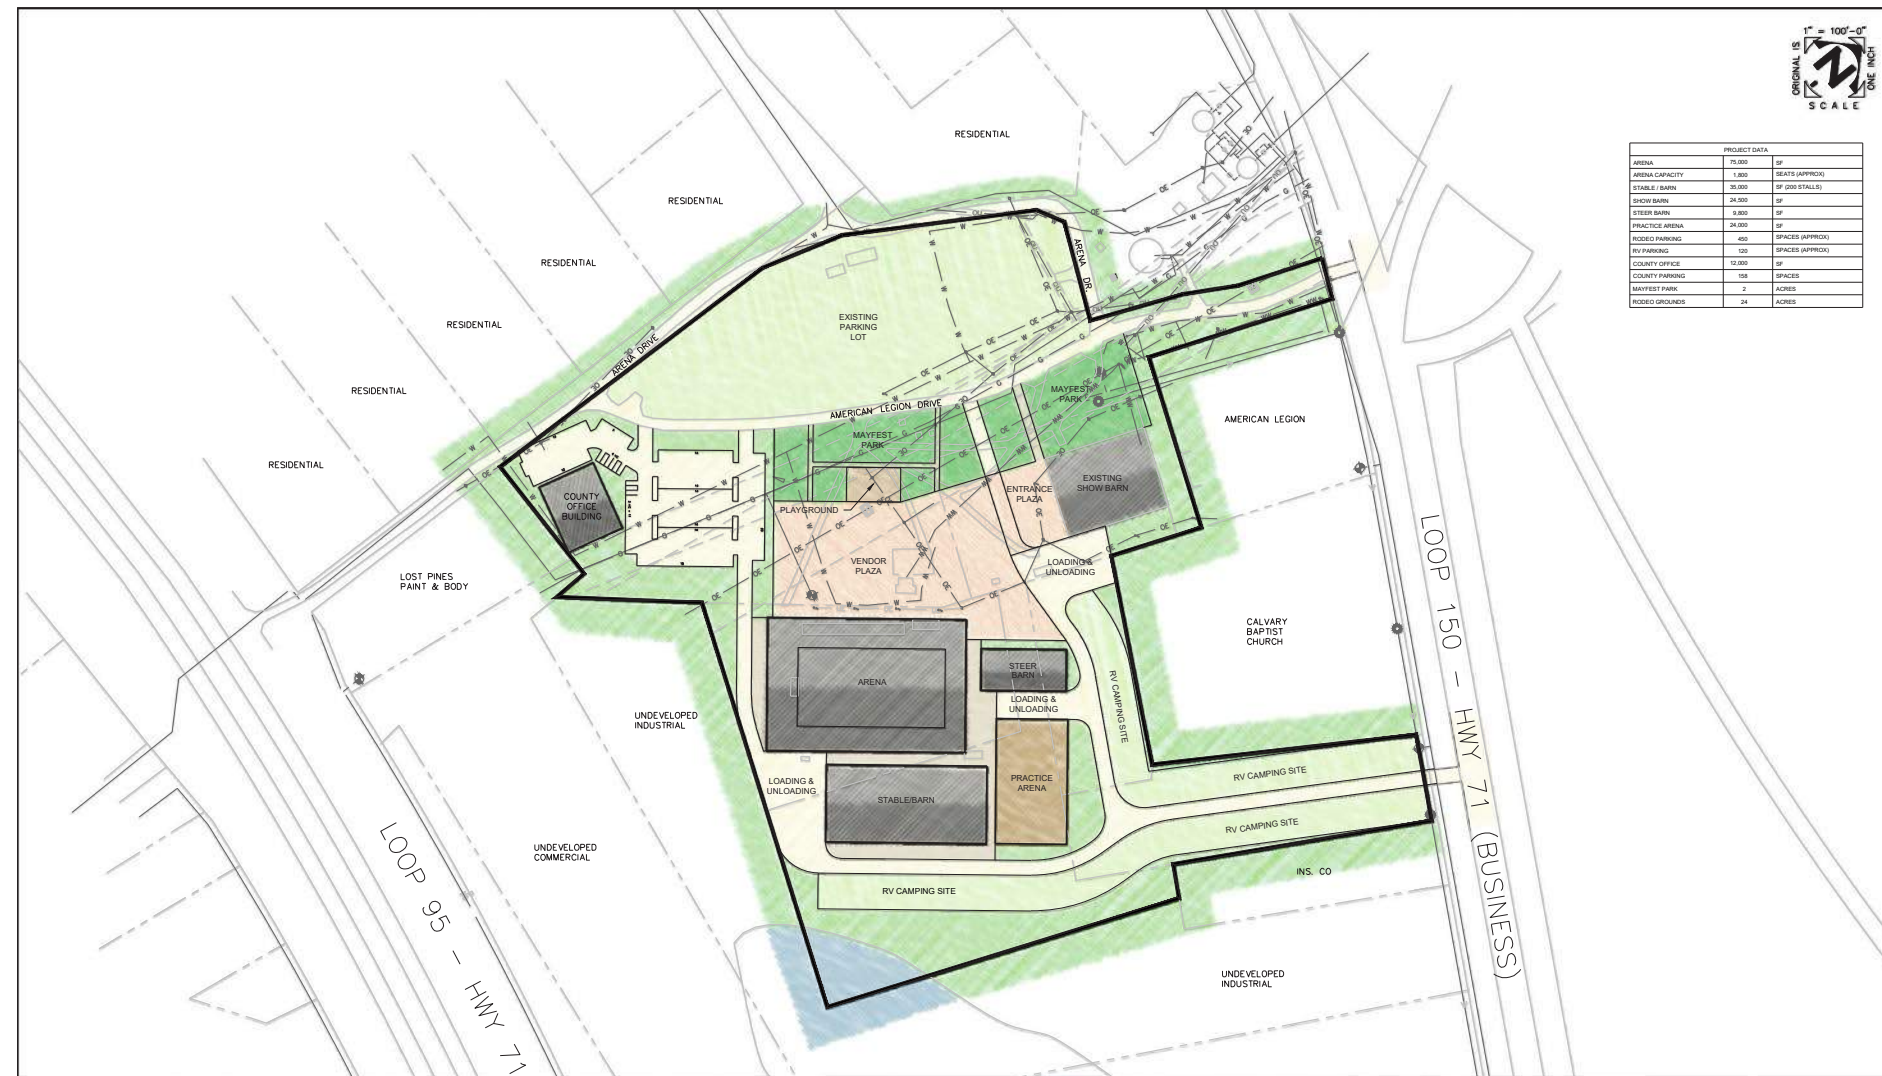 1" = 100'-0"
ORIGINAL IS
ONE INCH
SCALE
PROJECT DATA
ARENA 75,000 SF
ARENA CAPACITY 1,800 SEATS (APPROX)
STABLE / BARN 35,000 SF (200 STALLS)
SHOW BARN 24,500 SF
STEER BARN 9,800 SF
PRACTICE ARENA 24,000 SF
RODEO PARKING 450 SPACES (APPROX)
RV PARKING 120 SPACES (APPROX)
COUNTY OFFICE 12,000 SF
COUNTY PARKING 158 SPACES
MAYFEST PARK 2 ACRES
RODEO GROUNDS 24 ACRES
RESIDENTIAL
RESIDENTIAL
RESIDENTIAL
RESIDENTIAL
RESIDENTIAL
RESIDENTIAL
ARENA DR.
ARENA DRIVE
EXISTING
PARKING
LOT
AMERICAN LEGION DRIVE
MAYFEST
PARK
MAYFEST
PARK
AMERICAN LEGION
COUNTY
OFFICE
BUILDING
PLAYGROUND
ENTRANCE
PLAZA
EXISTING
SHOW BARN
VENDOR
PLAZA
LOADING &
UNLOADING
LOST PINES
PAINT & BODY
CALVARY
BAPTIST
CHURCH
ARENA
STEER
BARN
LOADING &
UNLOADING
RV CAMPING SITE
UNDEVELOPED
INDUSTRIAL
LOADING &
UNLOADING
STABLE/BARN
PRACTICE
ARENA
RV CAMPING SITE
RV CAMPING SITE
RV CAMPING SITE
UNDEVELOPED
COMMERCIAL
INS. CO
UNDEVELOPED
INDUSTRIAL
LOOP 95 - HWY 71
LOOP 150 - HWY 71 (BUSINESS)